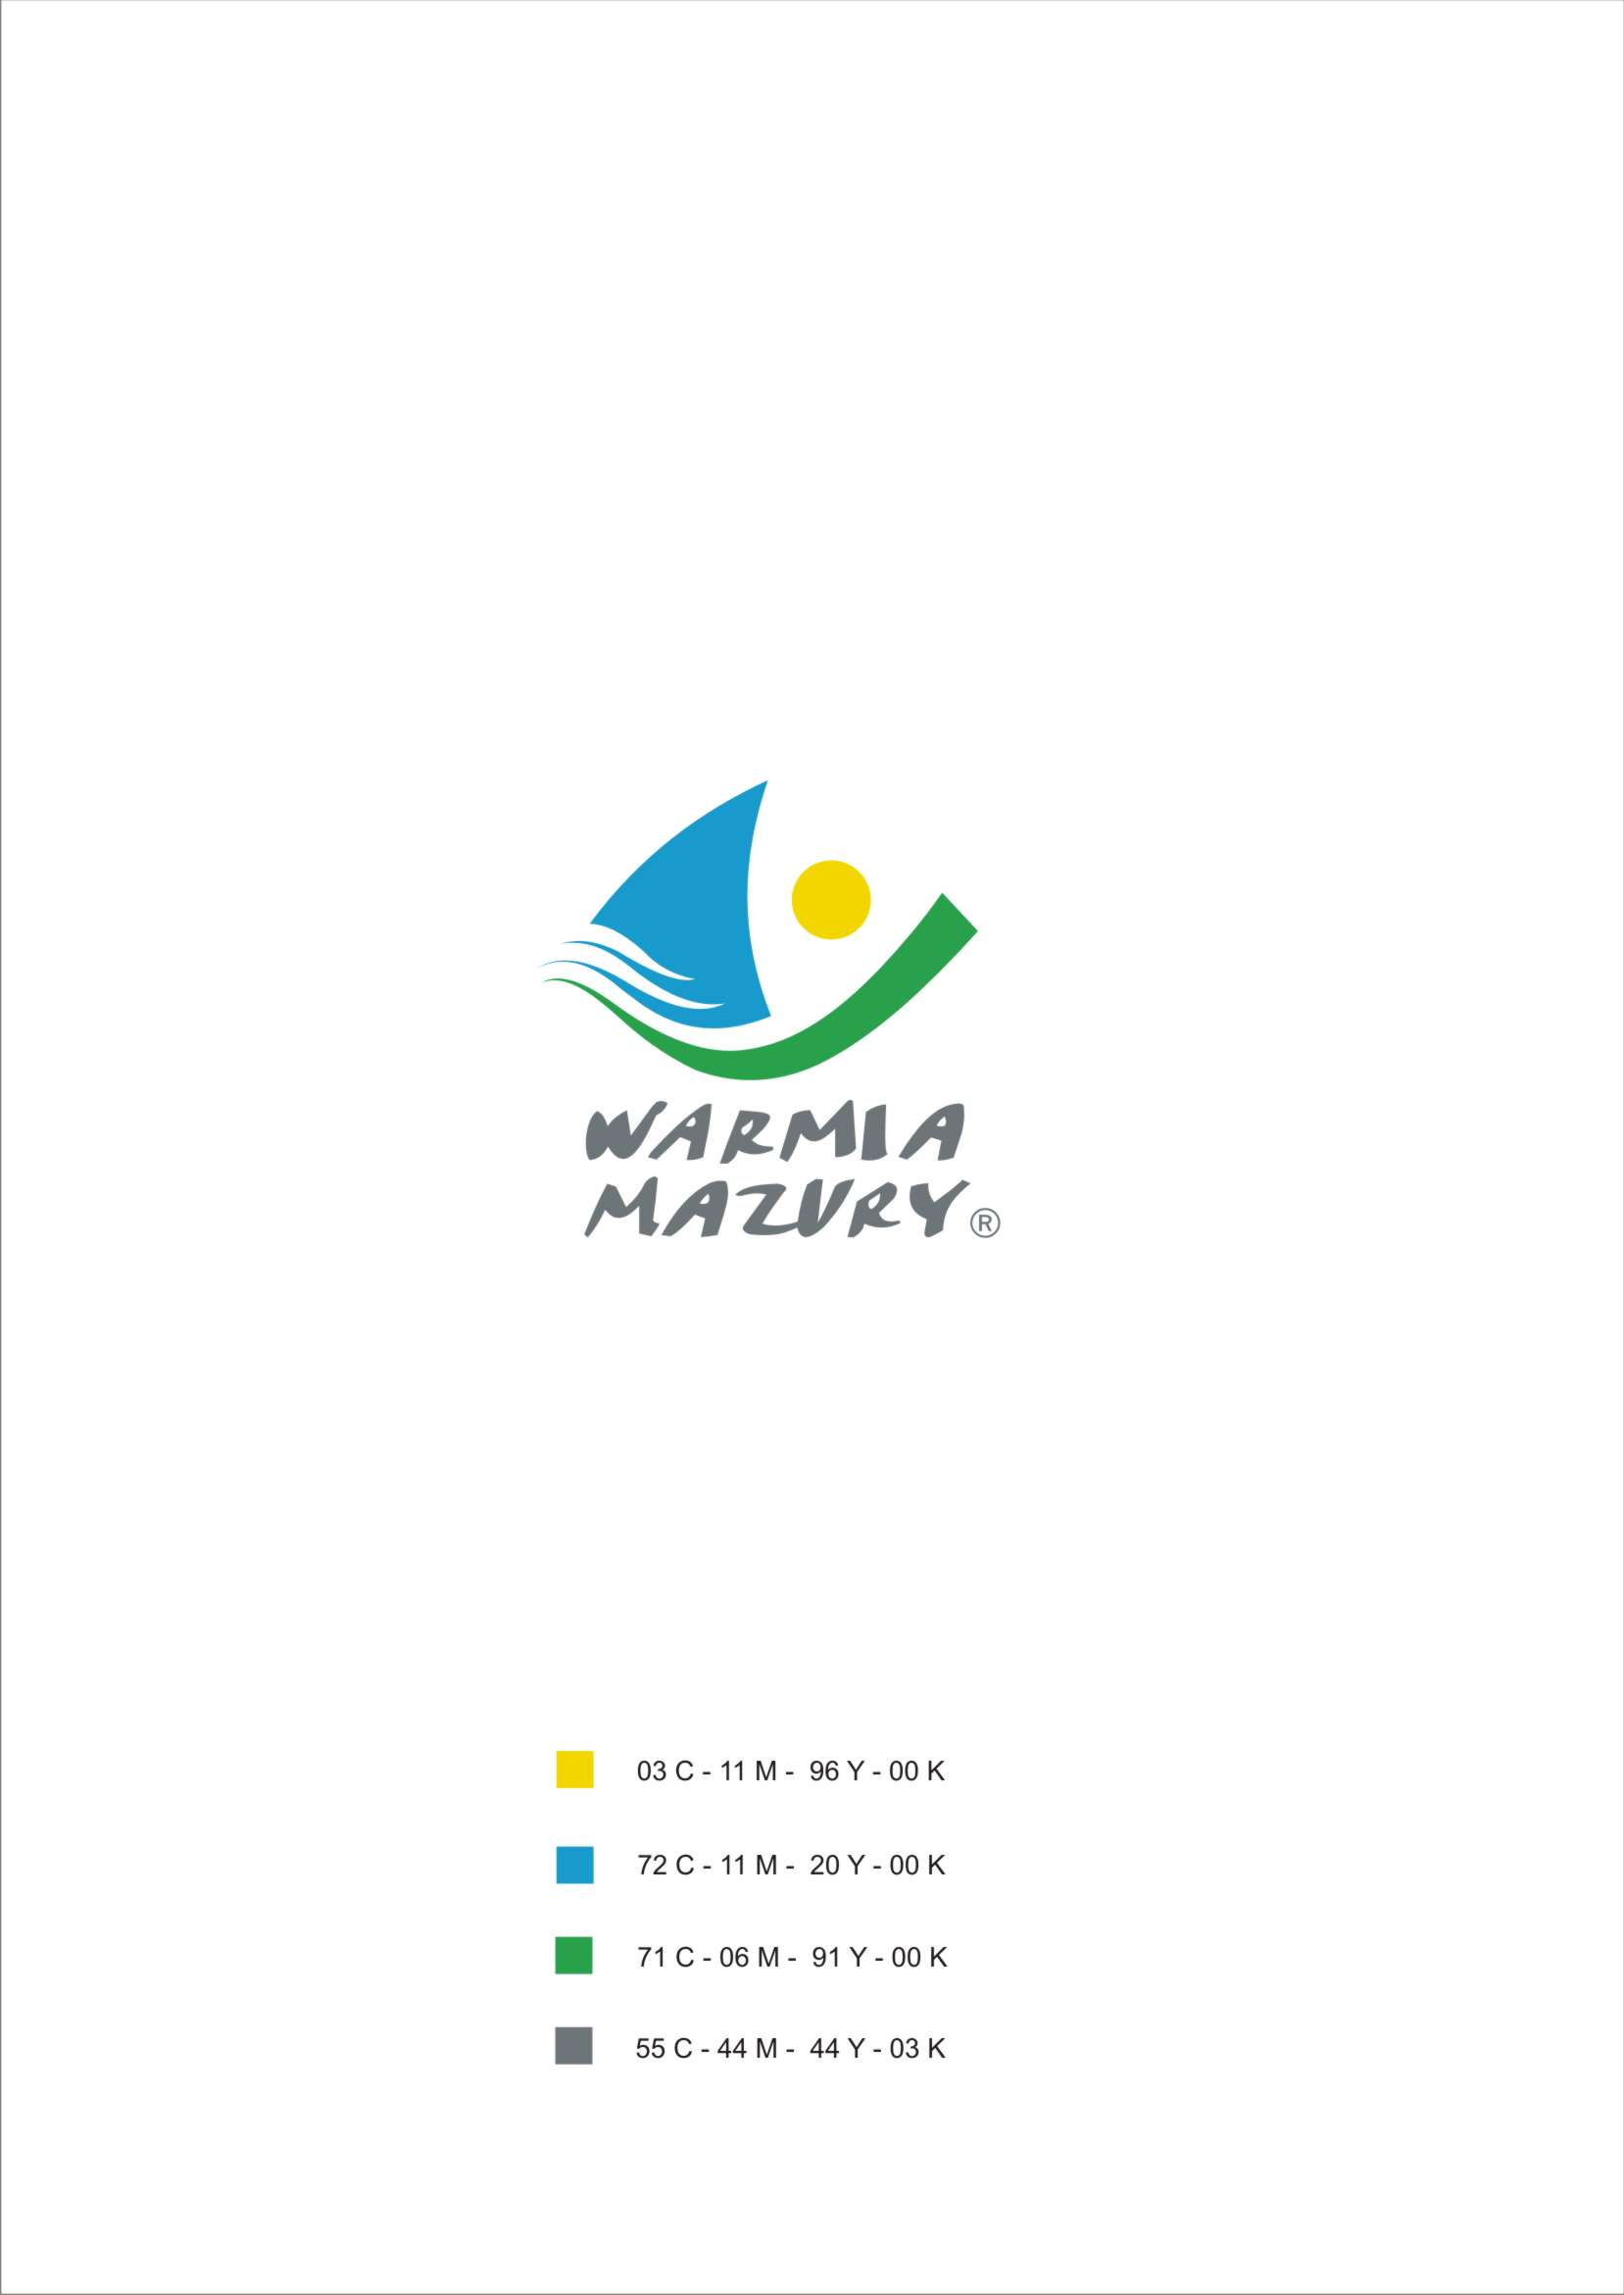 WARMIA
MAZURY®
03 C - 11 M - 96 Y - 00 K
72 C - 11 M - 20 Y - 00 K
71 C - 06 M - 91 Y - 00 K
55 C - 44 M - 44 Y - 03 K